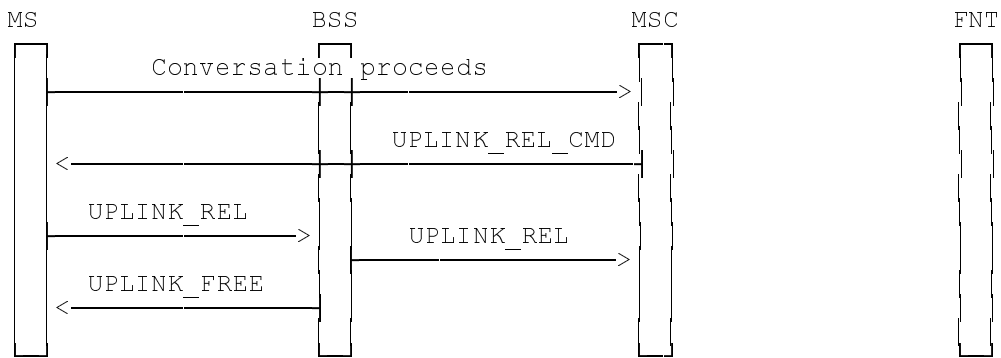 MS BSS MSC FNT
Conversation proceeds
UPLINK_REL_CMD
UPLINK_REL
UPLINK_REL
UPLINK_FREE